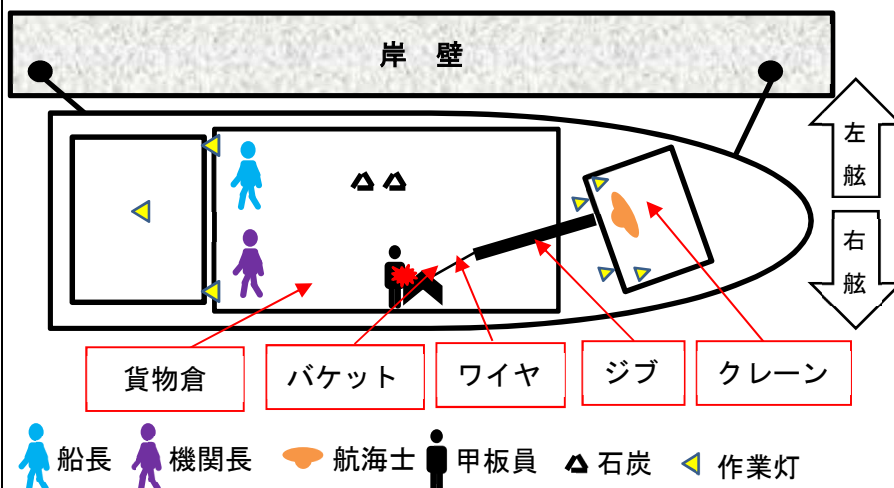 岸　壁
左
舷
右
舷
貨物倉
バケット
ワイヤ
ジブ
クレーン
船長
機関長
航海士
甲板員
石炭
作業灯